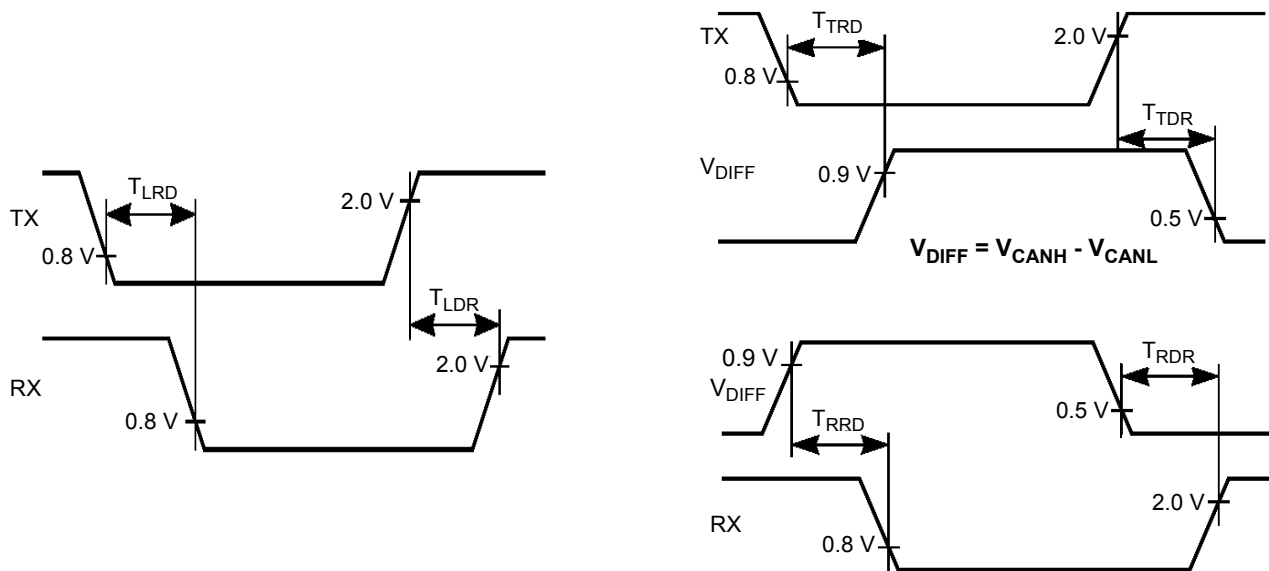 TX
T_LRD
0.8 V
2.0 V
T_LDR
RX
0.8 V
2.0 V
TX
T_TRD
0.8 V
2.0 V
T_TDR
V_DIFF
0.9 V
0.5 V
V_DIFF = V_CANH - V_CANL
0.9 V
V_DIFF
T_RRD
0.5 V
T_RDR
RX
0.8 V
2.0 V